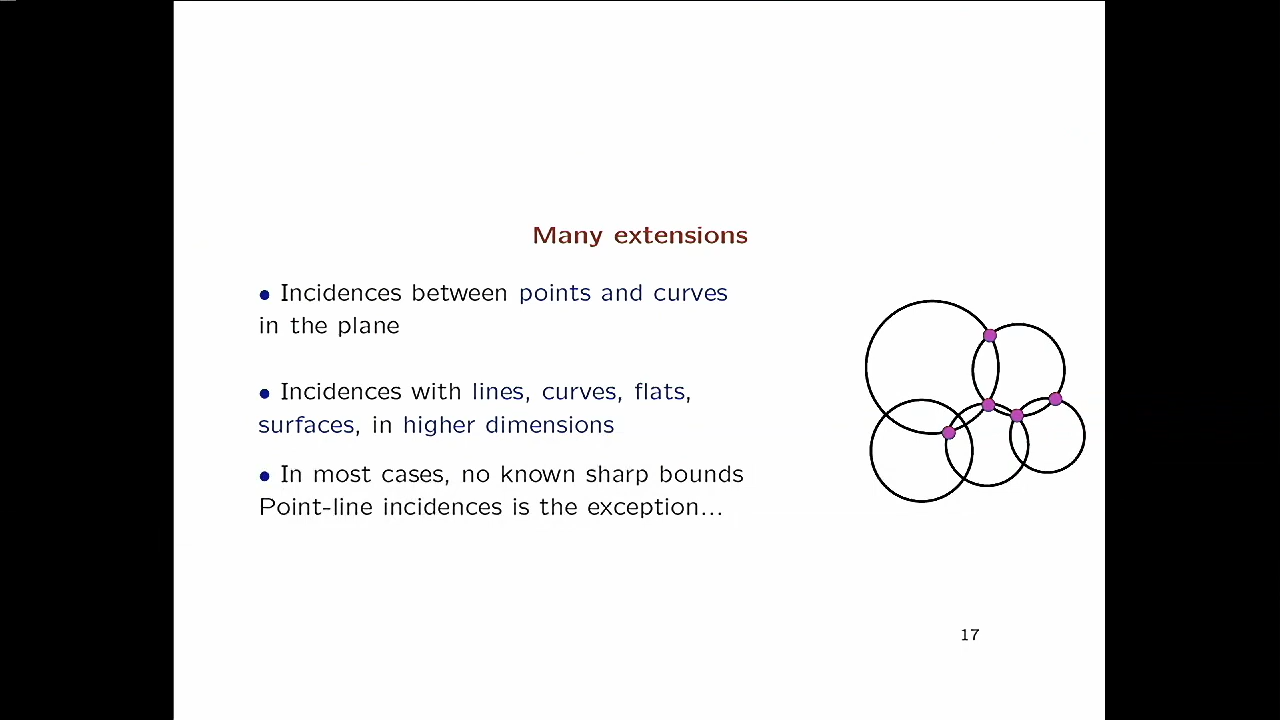 Many extensions
• Incidences between points and curves
in the plane
• Incidences with lines, curves, flats,
surfaces, in higher dimensions
• In most cases, no known sharp bounds
Point-line incidences is the exception...
17